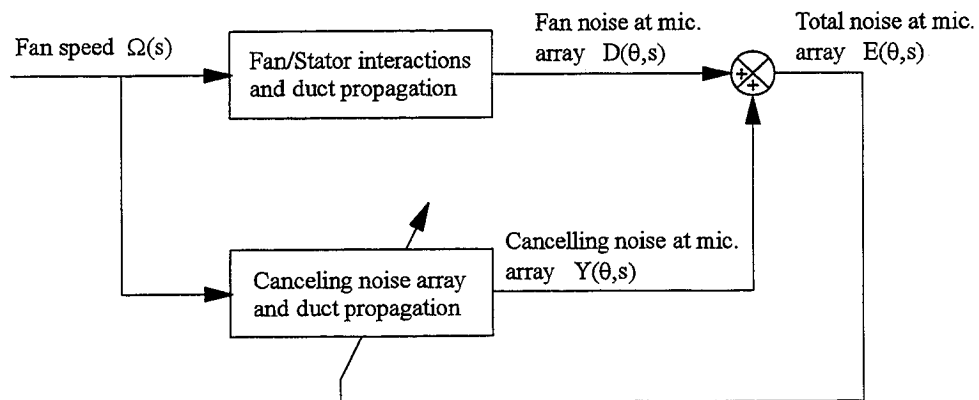 Fan speed Ω(s)
Fan/Stator interactions
and duct propagation
Fan noise at mic.
array D(θ,s)
+
+
Total noise at mic.
array E(θ,s)
Canceling noise array
and duct propagation
Cancelling noise at mic.
array Y(θ,s)